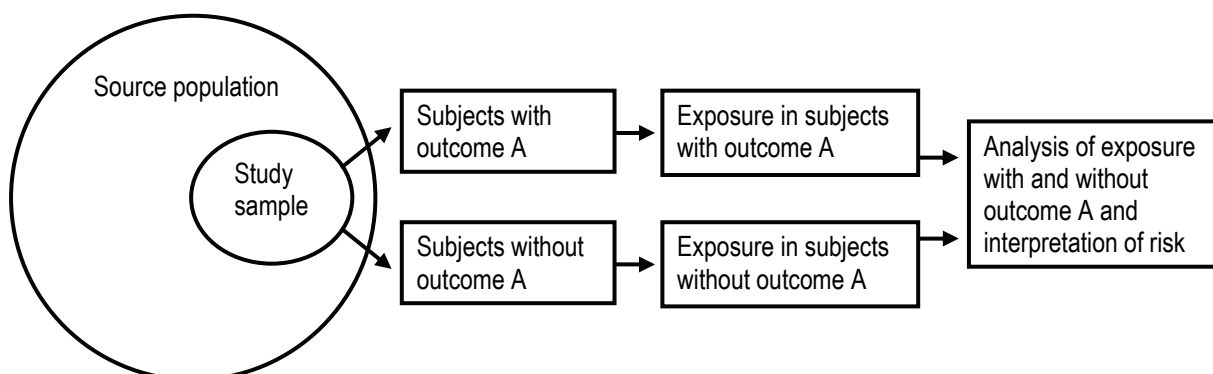 Source population
Study
sample
Subjects with
outcome A
Exposure in subjects
with outcome A
Subjects without
outcome A
Exposure in subjects
without outcome A
Analysis of exposure
with and without
outcome A and
interpretation of risk